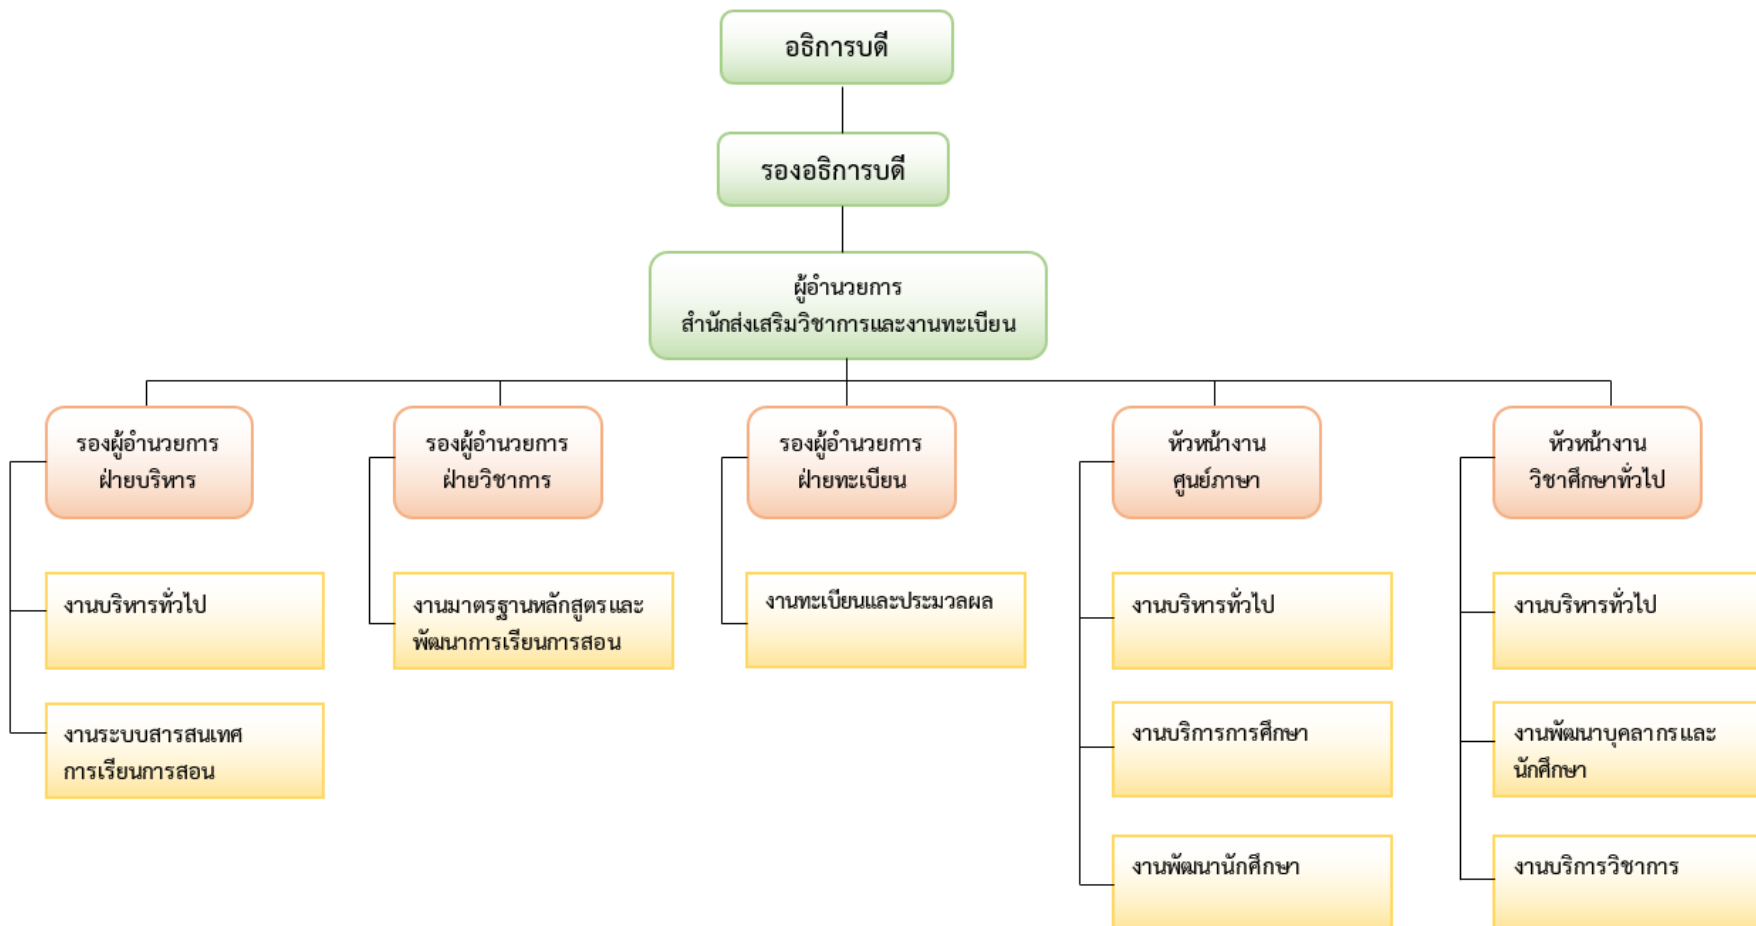 อธิการบดี
รองอธิการบดี
ผู้อำนวยการ
สำนักส่งเสริมวิชาการและงานทะเบียน
รองผู้อำนวยการ
ฝ่ายบริหาร
รองผู้อำนวยการ
ฝ่ายวิชาการ
รองผู้อำนวยการ
ฝ่ายทะเบียน
หัวหน้างาน
ศูนย์ภาษา
หัวหน้างาน
วิชาศึกษาทั่วไป
งานบริหารทั่วไป
งานระบบสารสนเทศ
การเรียนการสอน
งานมาตรฐานหลักสูตรและ
พัฒนาการเรียนการสอน
งานทะเบียนและประมวลผล
งานบริหารทั่วไป
งานบริการการศึกษา
งานพัฒนานักศึกษา
งานบริหารทั่วไป
งานพัฒนาบุคลากรและ
นักศึกษา
งานบริการวิชาการ